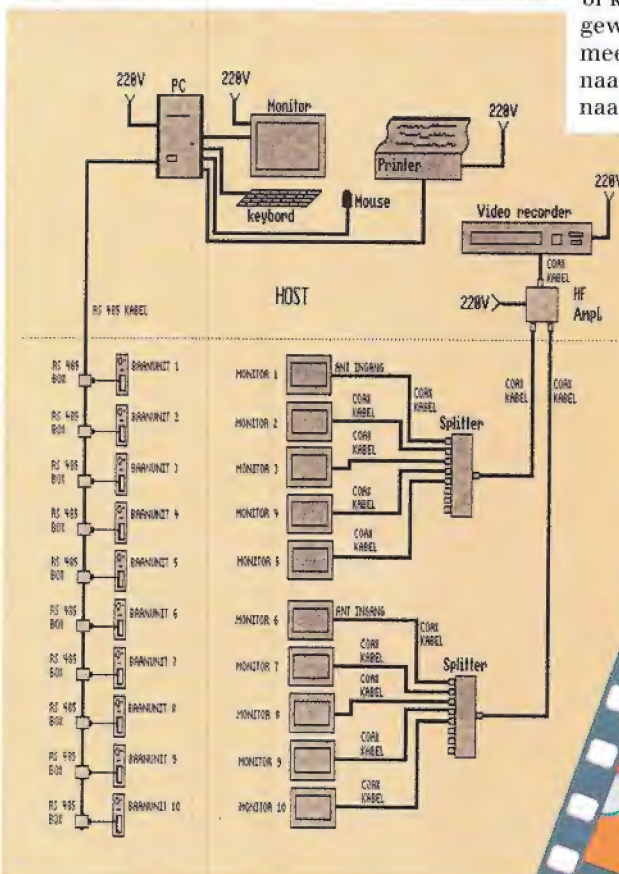 gew
mee
naa
naa
220V
PC
220V
Monitor
220V
Printer
keybord
Mouse
220V
Video recorder
COAX
KABEL
220V
HF
Ampl.
HOST
RS 485 KABEL
RS 485
BOX
BAANUNIT 1
RS 485
BOX
BAANUNIT 2
RS 485
BOX
BAANUNIT 3
RS 485
BOX
BAANUNIT 4
RS 485
BOX
BAANUNIT 5
RS 485
BOX
BAANUNIT 6
RS 485
BOX
BAANUNIT 7
RS 485
BOX
BAANUNIT 8
RS 485
BOX
BAANUNIT 9
RS 485
BOX
BAANUNIT 10
MONITOR 1
ANT INGANG
COAX
KABEL
MONITOR 2
COAX
KABEL
MONITOR 3
COAX
KABEL
MONITOR 4
COAX
KABEL
MONITOR 5
COAX
KABEL
Splitter
COAX
KABEL
COAX
KABEL
MONITOR 6
ANT INGANG
COAX
KABEL
MONITOR 7
COAX
KABEL
MONITOR 8
COAX
KABEL
MONITOR 9
COAX
KABEL
MONITOR 10
COAX
KABEL
Splitter